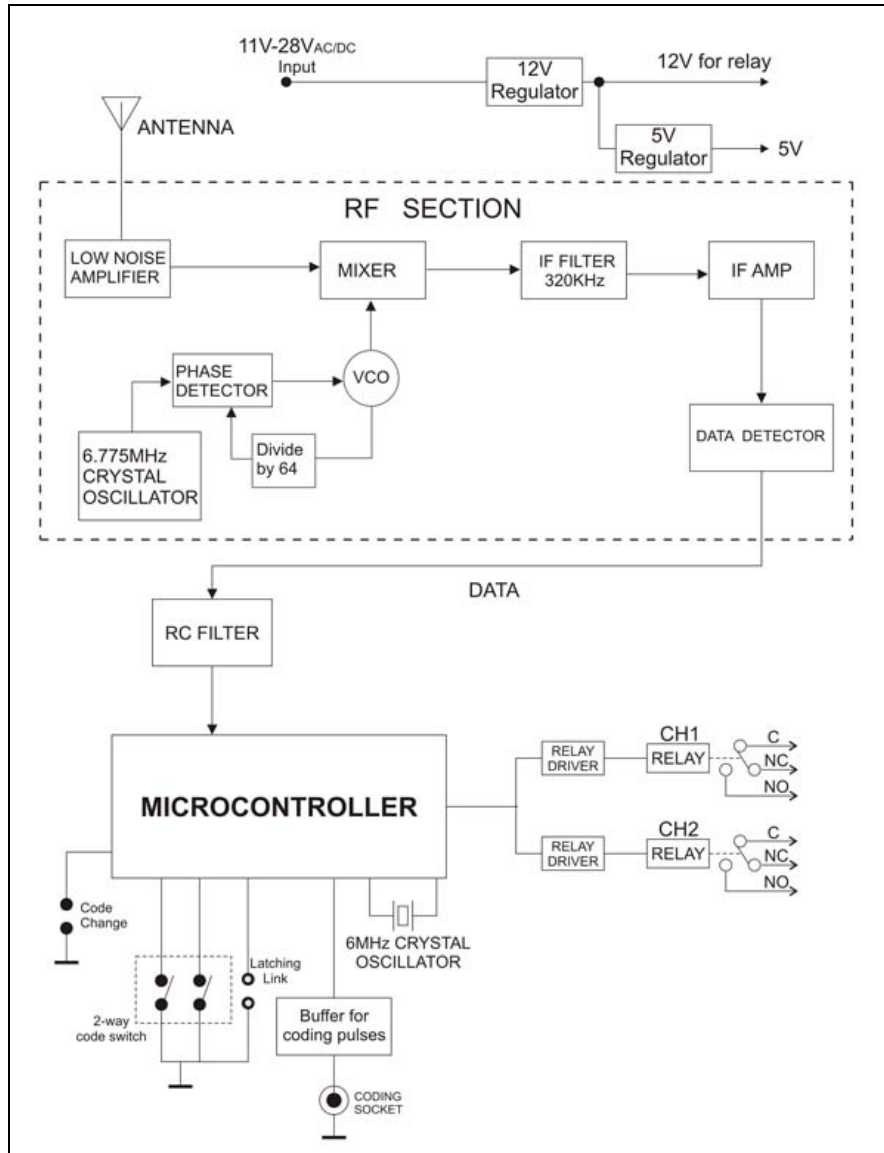 11V-28VAC/DC
Input
12V
Regulator
12V for relay
5V
Regulator
5V
ANTENNA
RF SECTION
LOW NOISE
AMPLIFIER
MIXER
IF FILTER
320KHz
IF AMP
PHASE
DETECTOR
VCO
6.775MHz
CRYSTAL
OSCILLATOR
Divide
by 64
DATA DETECTOR
DATA
RC FILTER
MICROCONTROLLER
RELAY
DRIVER
CH1
RELAY
C
NC
NO
RELAY
DRIVER
CH2
RELAY
C
NC
NO
Code
Change
2-way
code switch
Latching
Link
6MHz CRYSTAL
OSCILLATOR
Buffer for
coding pulses
CODING
SOCKET